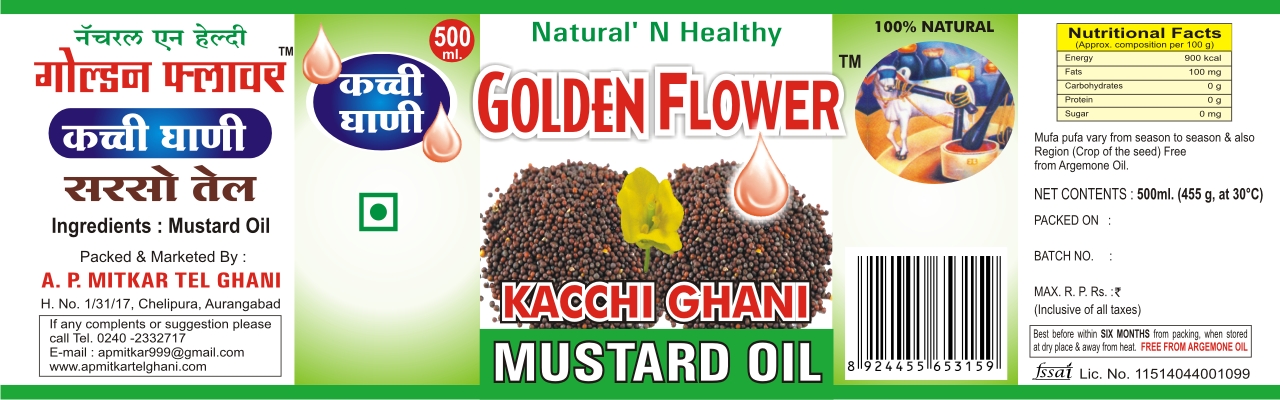 नॅचरल एन हेल्दी
TM
गोल्डन फ्लावर
कच्ची घाणी
सरसो तेल
Ingredients : Mustard Oil
Packed & Marketed By :
A. P. MITKAR TEL GHANI
H. No. 1/31/17, Chelipura, Aurangabad
If any complents or suggestion please
call Tel. 0240 -2332717
E-mail : apmitkar999@gmail.com
www.apmitkartelghani.com
500
ml.
कच्ची
घाणी
Natural' N Healthy
GOLDEN FLOWER
KACCHI GHANI
MUSTARD OIL
100% NATURAL
TM
8 924455 653159
Nutritional Facts
(Approx. composition per 100 g)
Energy 900 kcal
Fats 100 mg
Carbohydrates 0 g
Protein 0 g
Sugar 0 mg
Mufa pufa vary from season to season & also
Region (Crop of the seed) Free
from Argemone Oil.
NET CONTENTS : 500ml. (455 g, at 30°C)
PACKED ON :
BATCH NO. :
MAX. R. P. Rs. :₹
(Inclusive of all taxes)
Best before within SIX MONTHS from packing, when stored
at dry place & away from heat. FREE FROM ARGEMONE OIL
fssai Lic. No. 11514044001099